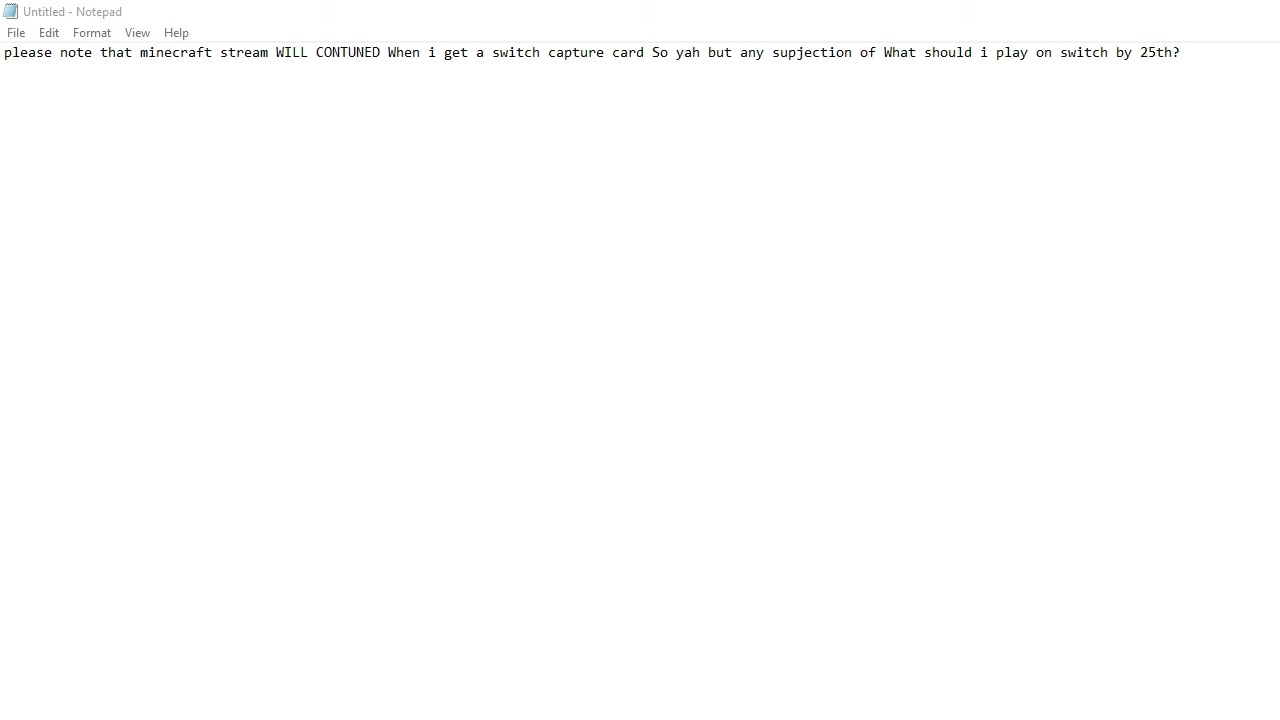 Untitled - Notepad
File Edit Format View Help
please note that minecraft stream WILL CONTUNED When i get a switch capture card So yah but any supjection of What should i play on switch by 25th?